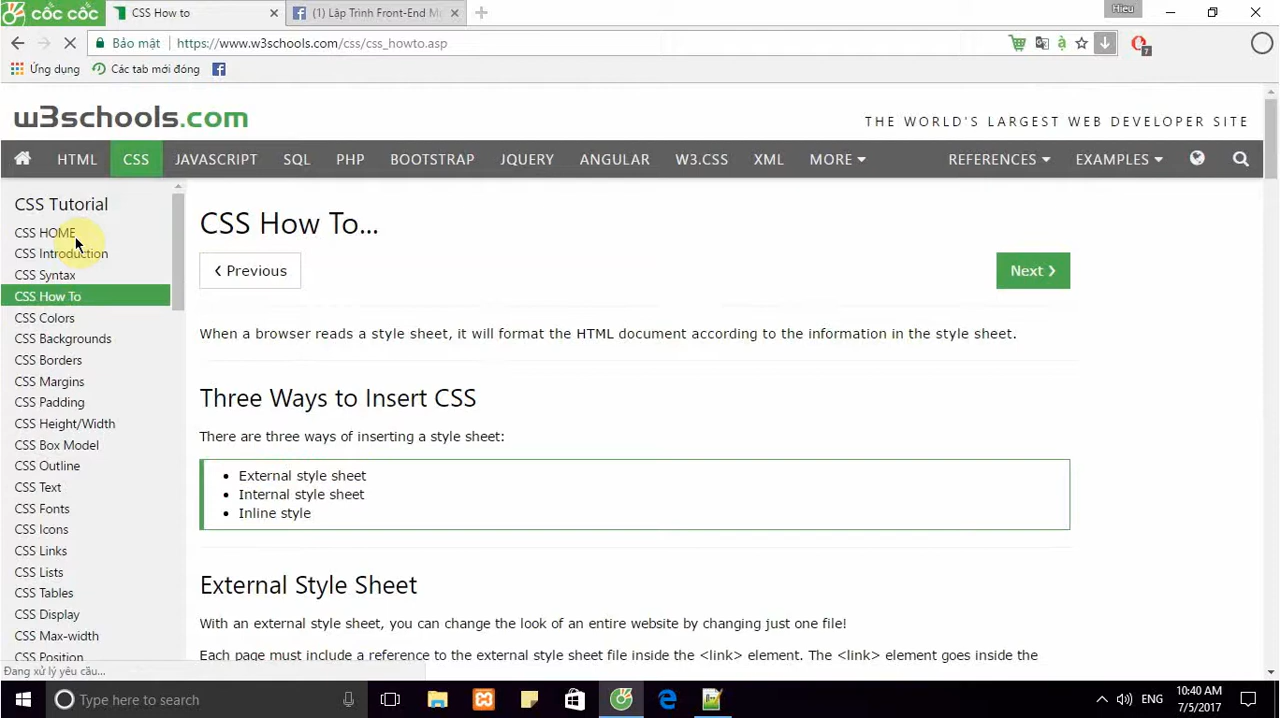 CỐC CỐC
CSS How to
(1) Lập Trình Front-End M
Hieu
Bảo mật
https://www.w3schools.com/css/css_howto.asp
7
Ứng dụng
Các tab mới đóng
w3schools.com
THE WORLD'S LARGEST WEB DEVELOPER SITE
HTML CSS JAVASCRIPT SQL PHP BOOTSTRAP JQUERY ANGULAR W3.CSS XML MORE REFERENCES EXAMPLES
CSS Tutorial
CSS HOME
CSS Introduction
CSS Syntax
CSS How To
CSS Colors
CSS Backgrounds
CSS Borders
CSS Margins
CSS Padding
CSS Height/Width
CSS Box Model
CSS Outline
CSS Text
CSS Fonts
CSS Icons
CSS Links
CSS Lists
CSS Tables
CSS Display
CSS Max-width
CSS Position
Đang xử lý yêu cầu...
CSS How To...
❮ Previous
Next ❯
When a browser reads a style sheet, it will format the HTML document according to the information in the style sheet.
Three Ways to Insert CSS
There are three ways of inserting a style sheet:
• External style sheet
• Internal style sheet
• Inline style
External Style Sheet
With an external style sheet, you can change the look of an entire website by changing just one file!
Each page must include a reference to the external style sheet file inside the <link> element. The <link> element goes inside the
Type here to search
ENG
10:40 AM
7/5/2017